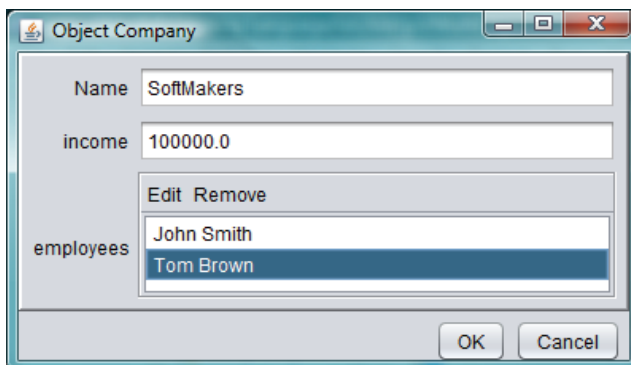 Object Company
Name SoftMakers
income 100000.0
Edit Remove
employees
John Smith
Tom Brown
OK Cancel